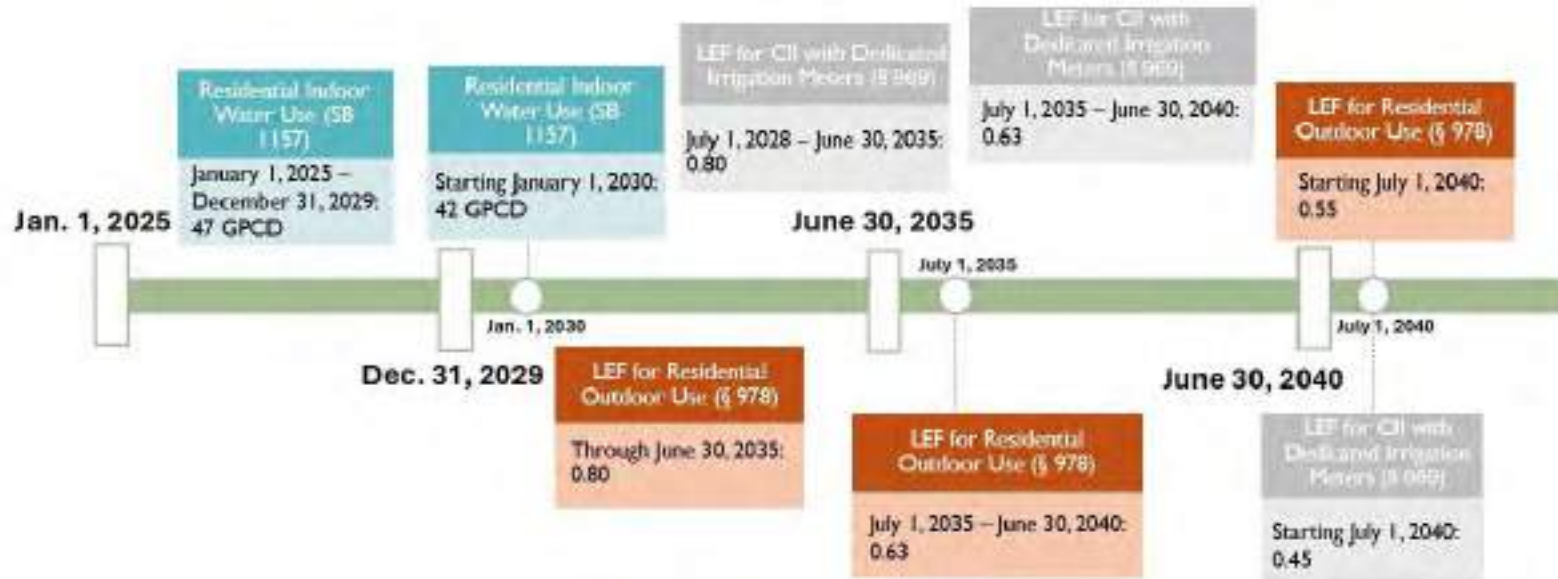 Residential Indoor
Water Use (SB
1157)
January 1, 2025 –
December 31, 2029:
47 GPCD
Residential Indoor
Water Use (SB
1157)
Starting January 1, 2030:
42 GPCD
LEF for CII with Dedicated
Irrigation Meters (§ 969)
July 1, 2028 – June 30, 2035:
0.80
LEF for CII with
Dedicated Irrigation
Meters (§ 969)
July 1, 2035 – June 30, 2040:
0.63
LEF for Residential
Outdoor Use (§ 978)
Starting July 1, 2040:
0.55
Jan. 1, 2025
June 30, 2035
July 1, 2035
Jan. 1, 2030
July 1, 2040
Dec. 31, 2029
June 30, 2040
LEF for Residential
Outdoor Use (§ 978)
Through June 30, 2035:
0.80
LEF for Residential
Outdoor Use (§ 978)
July 1, 2035 – June 30, 2040:
0.63
LEF for CII with
Dedicated Irrigation
Meters (§ 969)
Starting July 1, 2040:
0.45